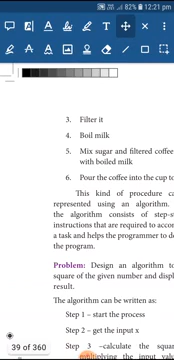 82% 12:21 pm
3. Filter it
4. Boil milk
5. Mix sugar and filtered coffee
with boiled milk
6. Pour the coffee into the cup to
This kind of procedure ca
represented using an algorithm.
the algorithm consists of step-s
instructions that are required to accor
a task and helps the programmer to de
the program.
Problem: Design an algorithm to
square of the given number and displ
result.
The algorithm can be written as:
Step 1 – start the process
Step 2 – get the input x
39 of 360
Step 3 –calculate the squar
multiplying the input valu